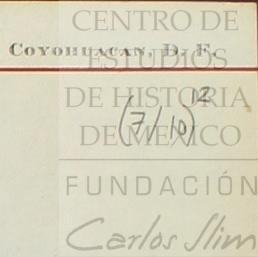 CENTRO DE
COYOHUACAN, D. F.
ESTUDIOS
DE HISTORIA
12
(7/10)
DE MÉXICO
FUNDACIÓN
Carlos Slim